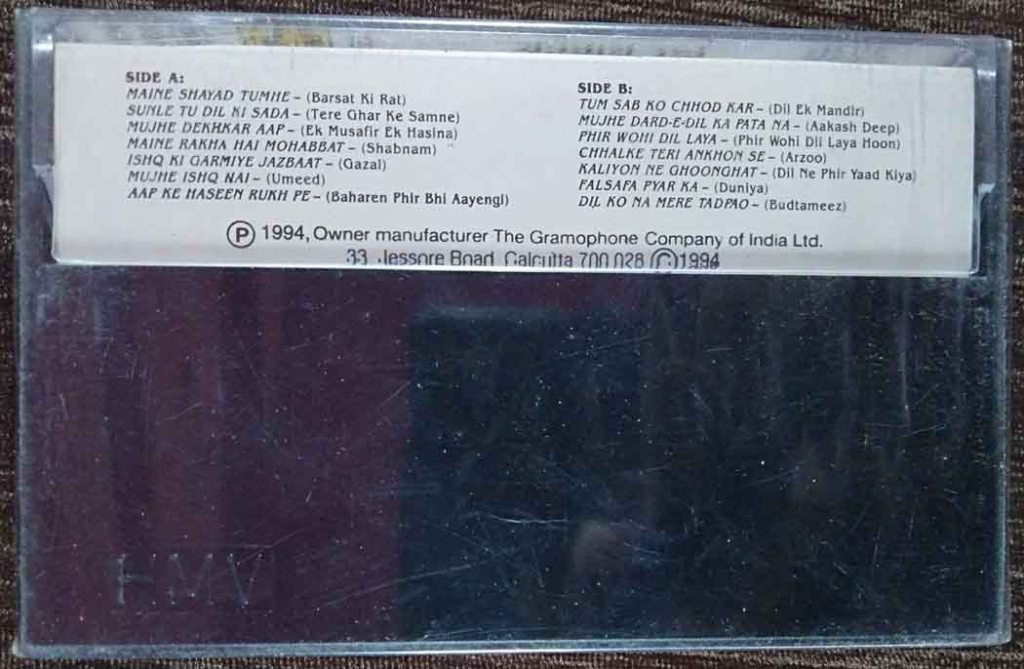 SIDE A:
MAINE SHAYAD TUMHE – (Barsat Ki Rat)
SUNLE TU DIL KI SADA – (Tere Ghar Ke Samne)
MUJHE DEKHKAR AAP – (Ek Musafir Ek Hasina)
MAINE RAKHA HAI MOHABBAT – (Shabnam)
ISHQ KI GARMIYE JAZBAAT – (Gazal)
MUJHE ISHQ NAI – (Umeed)
AAP KE HASEEN RUKH PE – (Baharen Phir Bhi Aayengi)
SIDE B:
TUM SAB KO CHHOD KAR – (Dil Ek Mandir)
MUJHE DARD-E-DIL KA PATA NA – (Aakash Deep)
PHIR WOHI DIL LAYA – (Phir Wohi Dil Laya Hoon)
CHHALKE TERI ANKHON SE – (Arzoo)
KALIYON NE GHOONGHAT – (Dil Ne Phir Yaad Kiya)
FALSAFA PYAR KA – (Duniya)
DIL KO NA MERE TADPAO – (Budtameez)
Ⓟ 1994, Owner manufacturer The Gramophone Company of India Ltd.
33 Jessore Road Calcutta 700 028 Ⓒ1994
HMV